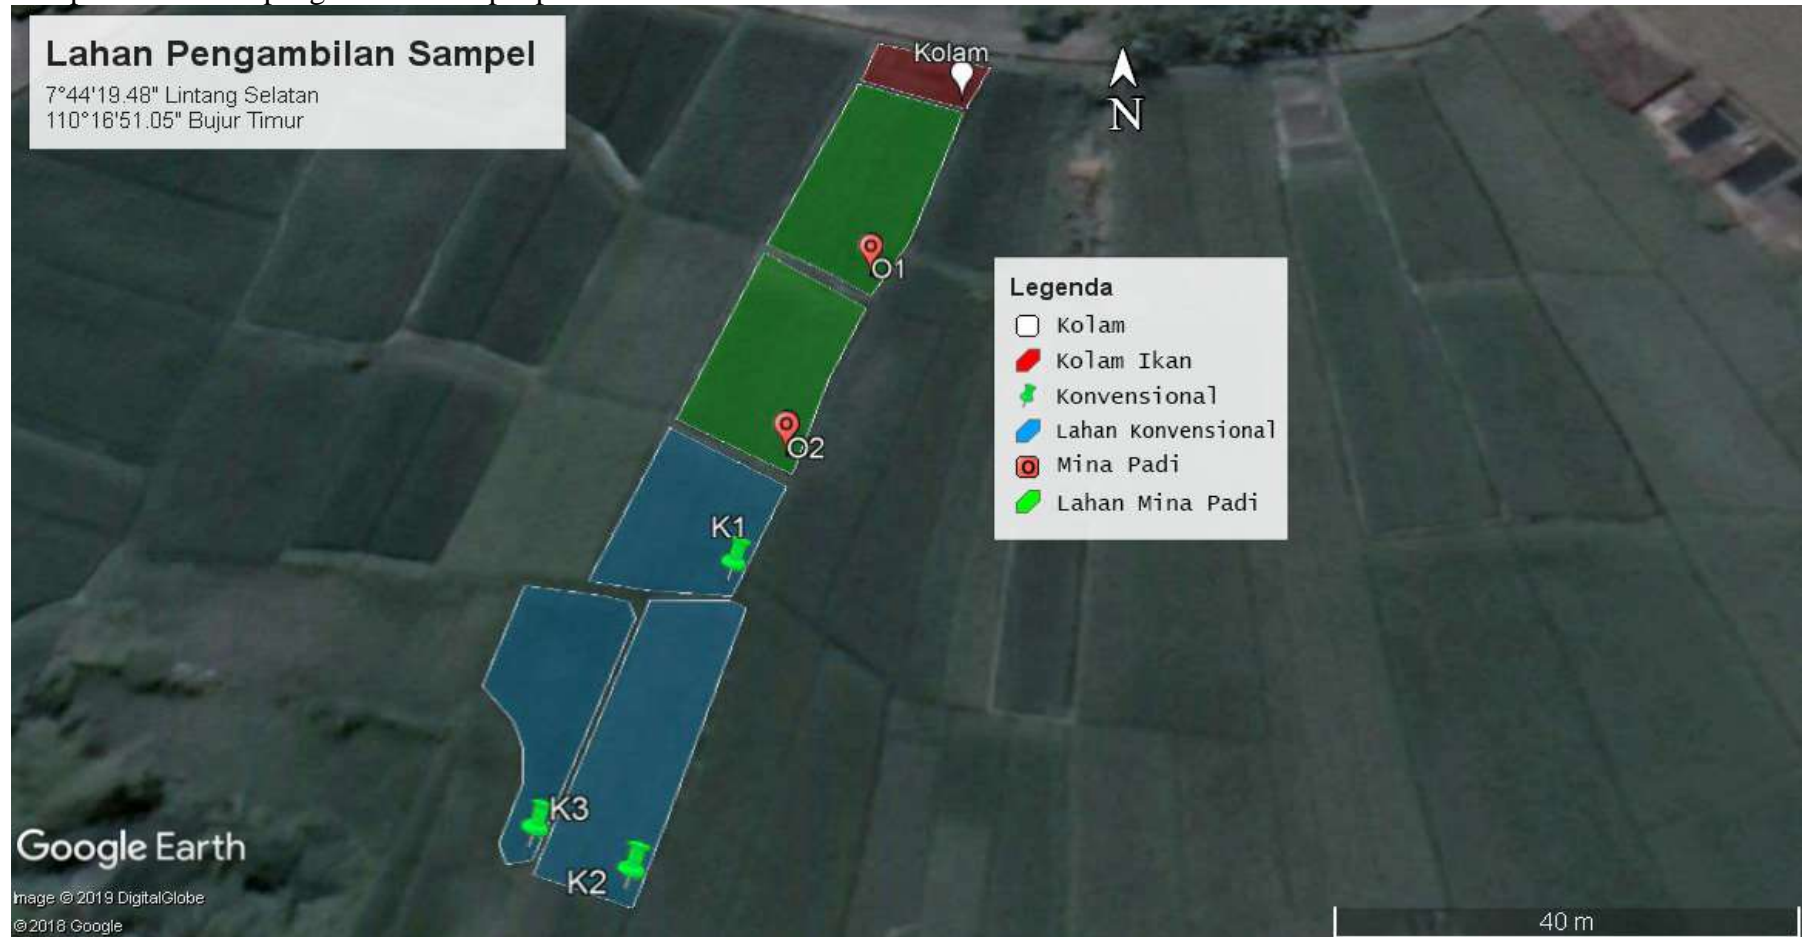 Lahan Pengambilan Sampel
7°44'19.48" Lintang Selatan
110°16'51.05" Bujur Timur
Kolam
N
O1
O2
K1
K3
K2
Legenda
Kolam
Kolam Ikan
Konvensional
Lahan Konvensional
Mina Padi
Lahan Mina Padi
Google Earth
Image © 2019 DigitalGlobe
© 2018 Google
40 m